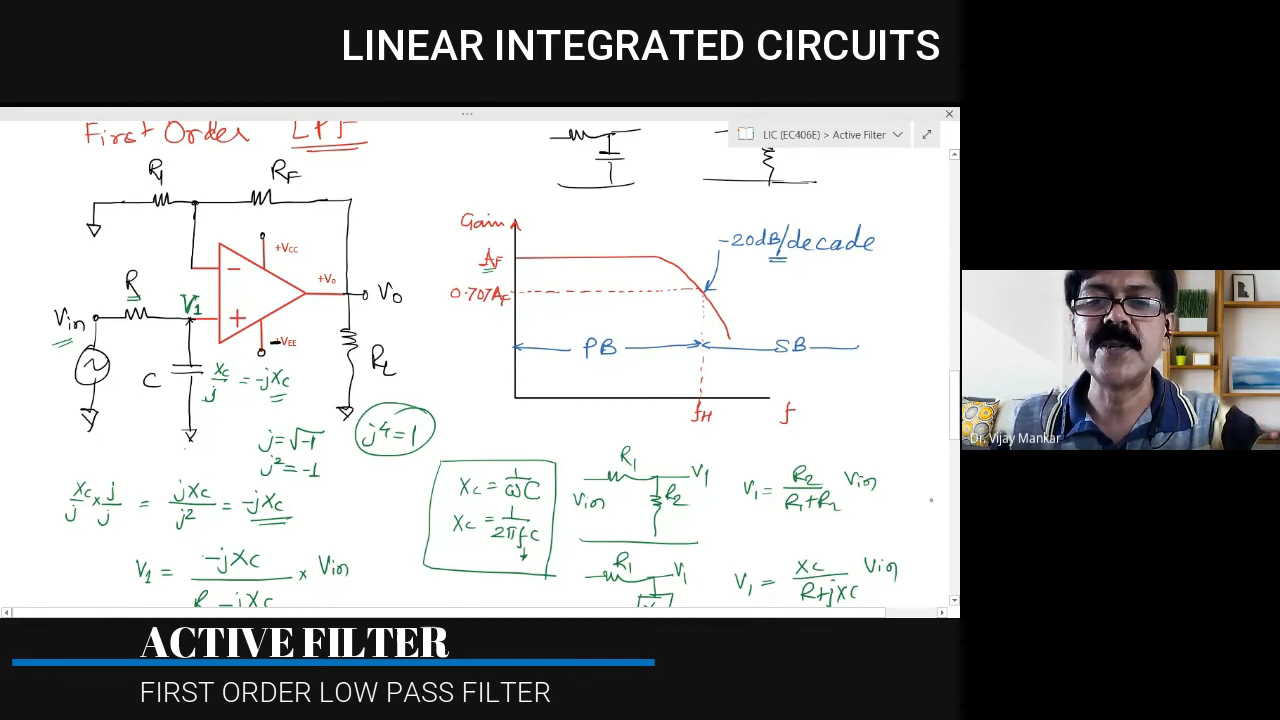 LINEAR INTEGRATED CIRCUITS
First Order LPF
LIC (EC406E) > Active Filter
R1
RF
+VCC
+Vo
Vo
R
V1
Vin
-VEE
C
Xc/j = -jXc
RL
j=√-1
j²=-1
j⁴=1
Gain
AF
0.707AF
-20dB/decade
PB
SB
fH
f
Xc/j × j/j = jXc/j² = -jXc
V1 = -jXc/(R-jXc) × Vin
Xc = 1/ωC
Xc = 1/2πfC
R1
V1
Vin
R2
V1 = R2/(R1+R2) Vin
R1
V1
V1 = Xc/(R+jXc) Vin
Dr. Vijay Mankar
ACTIVE FILTER
FIRST ORDER LOW PASS FILTER